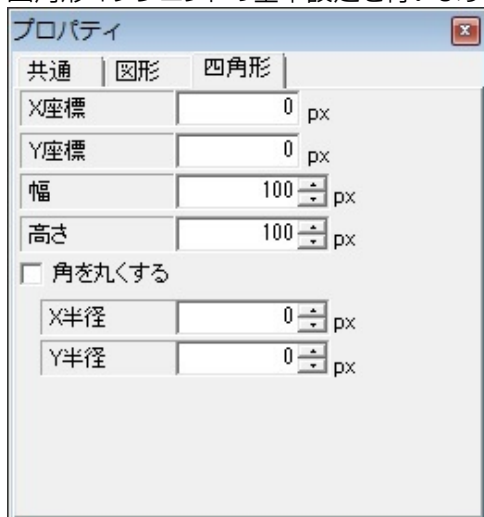 プロパティ
共通 図形 四角形
X座標 0 px
Y座標 0 px
幅 100 px
高さ 100 px
角を丸くする
X半径 0 px
Y半径 0 px